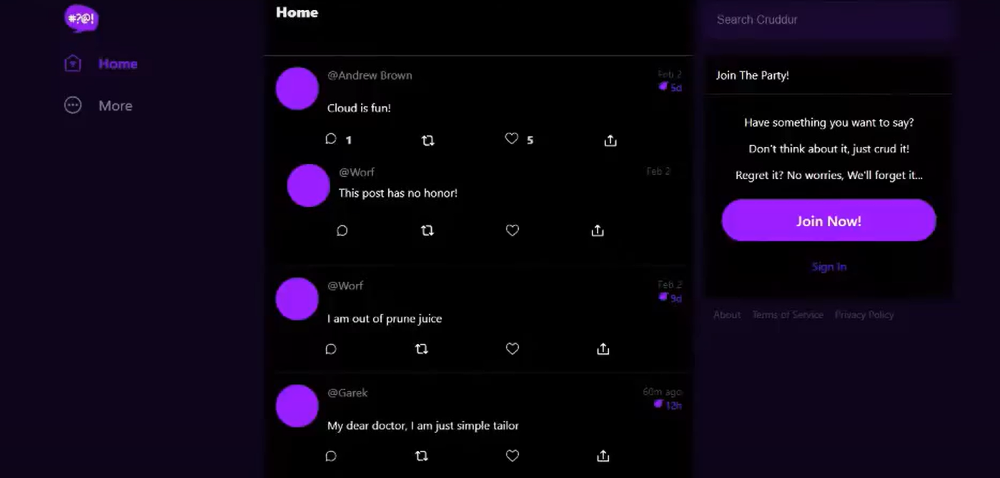 #?@!
Home
More
Home
@Andrew Brown
Feb 2
5d
Cloud is fun!
1
5
@Worf
Feb 2
This post has no honor!
@Worf
Feb 2
9d
I am out of prune juice
@Garek
60m ago
12h
My dear doctor, I am just simple tailor
Search Cruddur
Join The Party!
Have something you want to say?
Don't think about it, just crud it!
Regret it? No worries, We'll forget it...
Join Now!
Sign In
About Terms of Service Privacy Policy